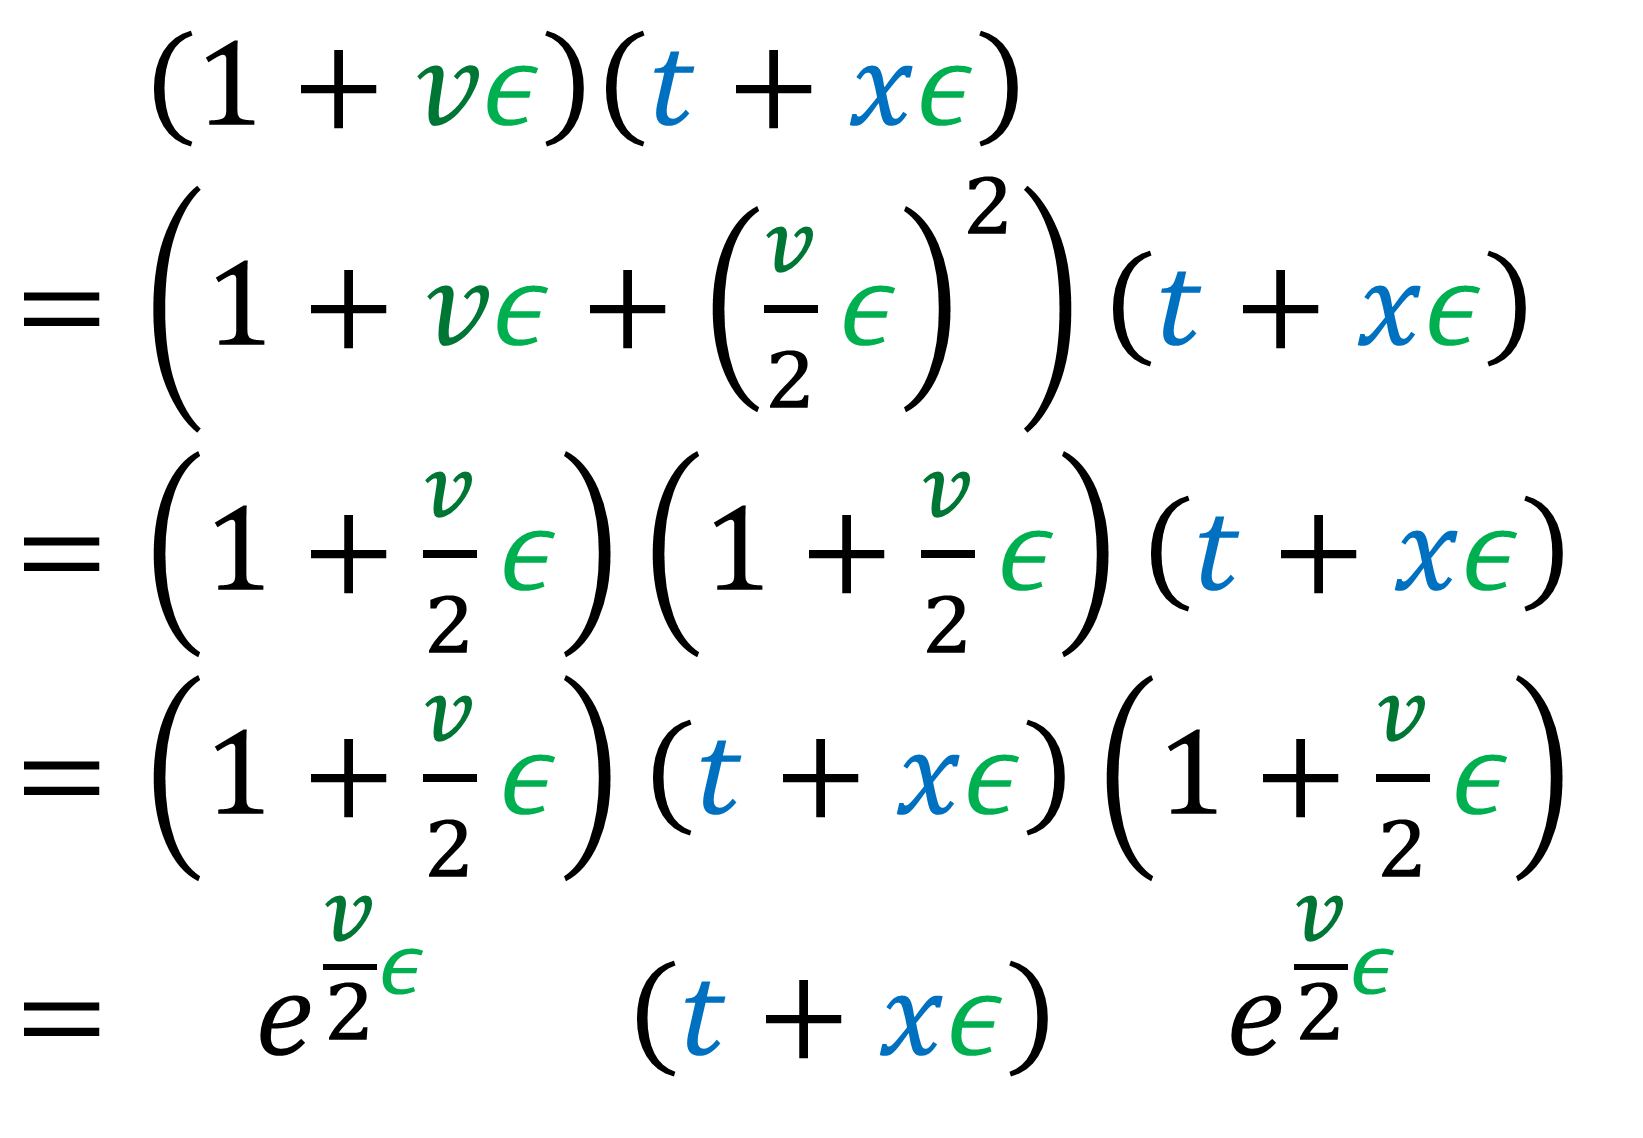 (1 + vϵ)(t + xϵ)
= (1 + vϵ + (v/2 ϵ)²) (t + xϵ)
= (1 + v/2 ϵ) (1 + v/2 ϵ) (t + xϵ)
= (1 + v/2 ϵ) (t + xϵ) (1 + v/2 ϵ)
= e^(v/2 ϵ) (t + xϵ) e^(v/2 ϵ)